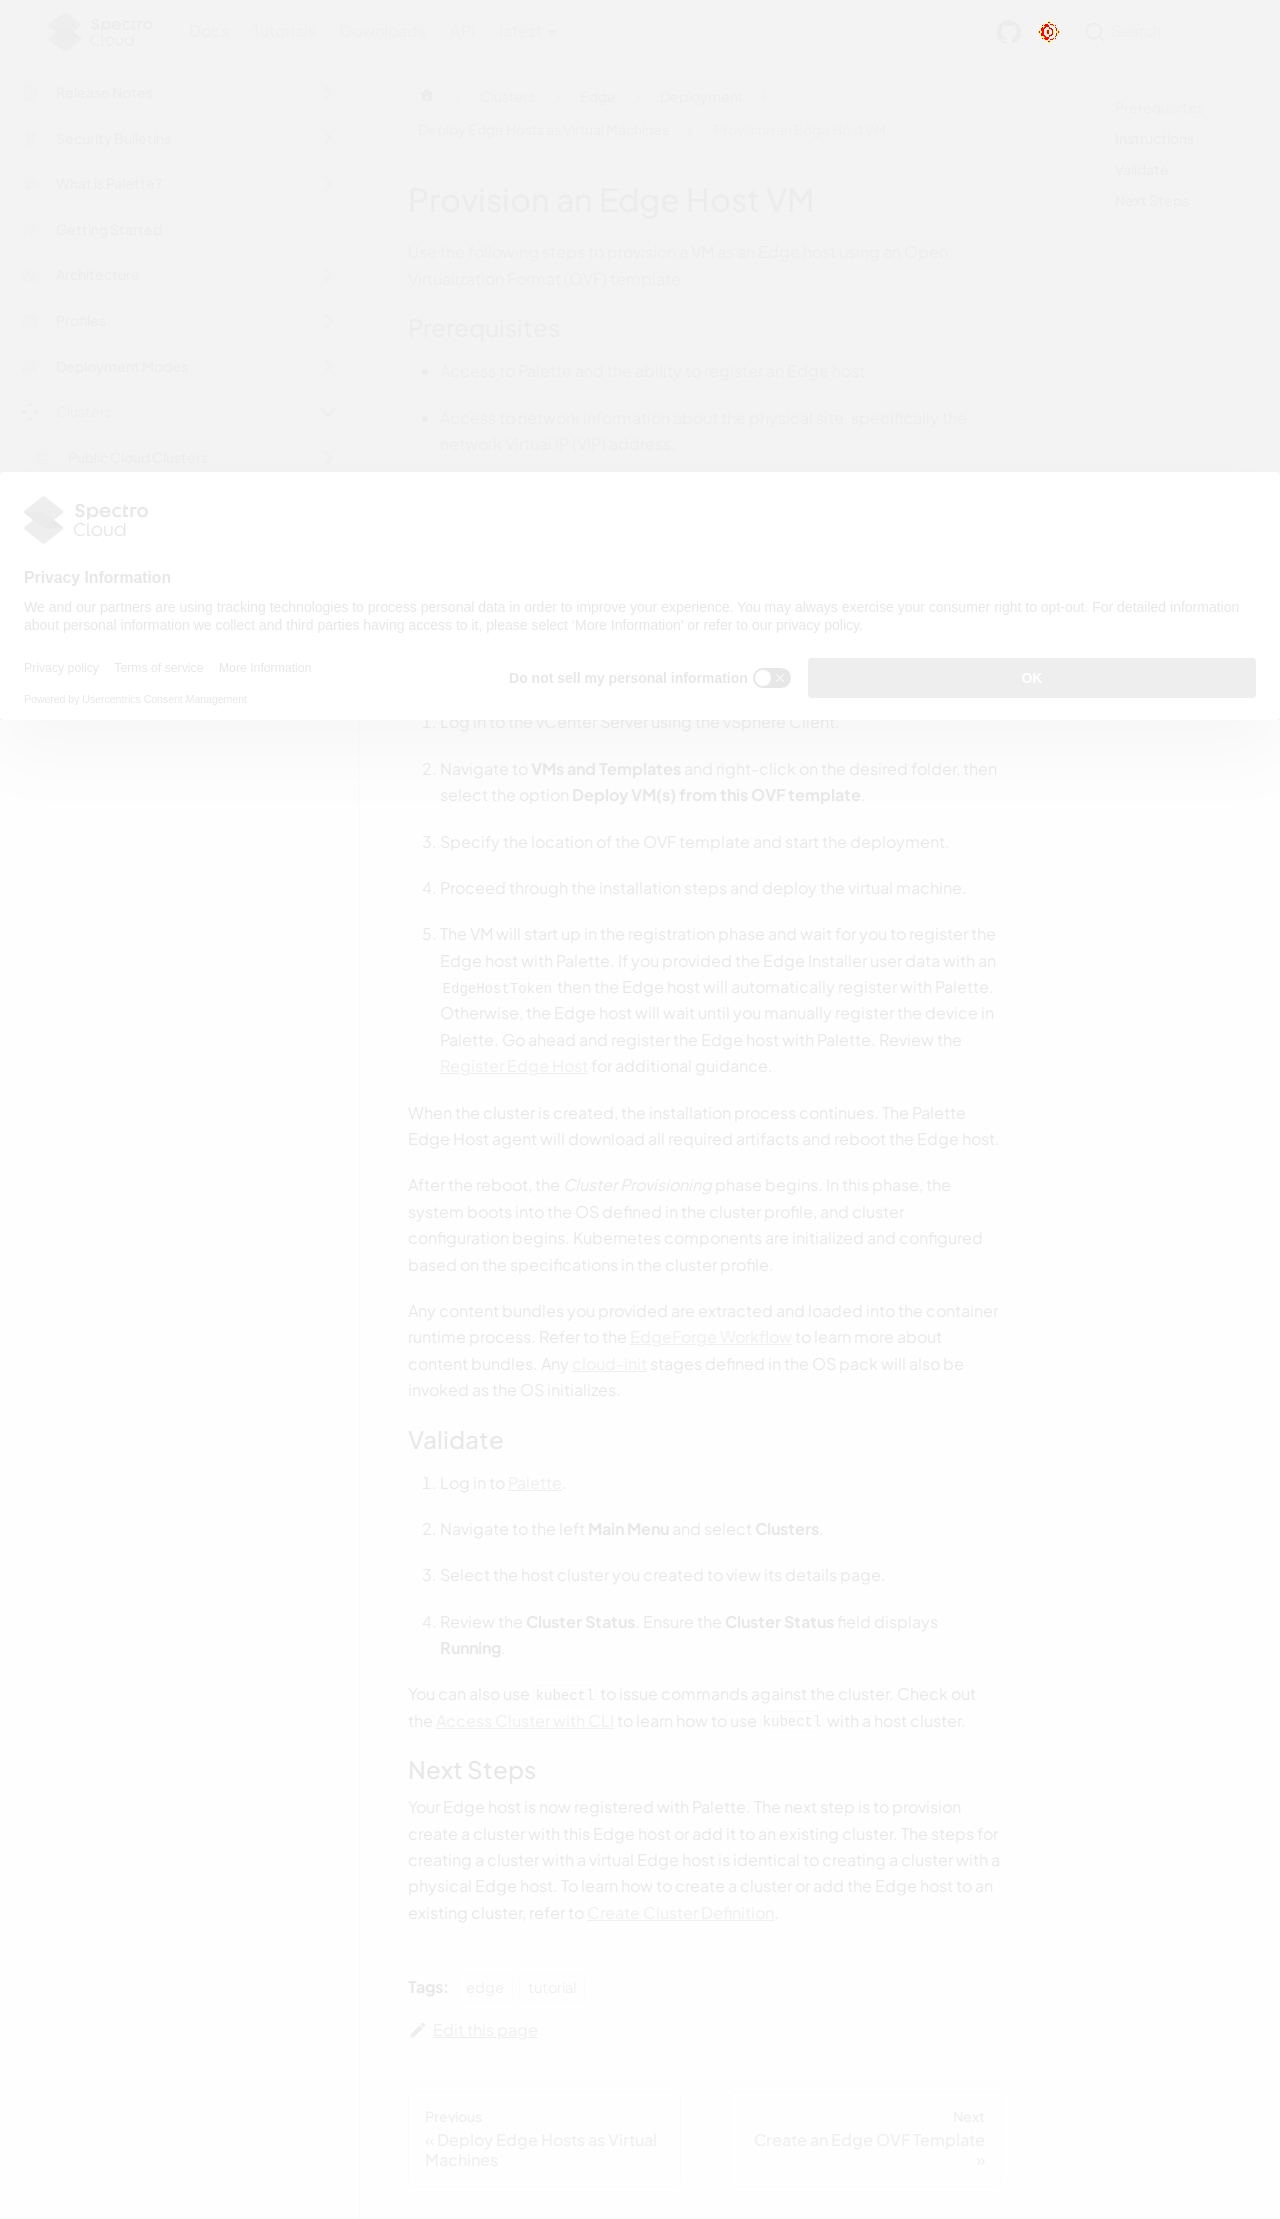 Spectro
Cloud
Docs
Tutorials
Downloads
API
latest
Search
Release Notes
Security Bulletins
What is Palette?
Getting Started
Architecture
Profiles
Deployment Modes
Clusters
Public Cloud Clusters
Clusters
Edge
Deployment
Deploy Edge Hosts as Virtual Machines
Provision an Edge Host VM
Prerequisites
Instructions
Validate
Next Steps
Provision an Edge Host VM
Use the following steps to provision a VM as an Edge host using an Open
Virtualization Format (OVF) template.
Prerequisites
Access to Palette and the ability to register an Edge host.
Access to network information about the physical site, specifically the
network Virtual IP (VIP) address.
Spectro
Cloud
Privacy Information
We and our partners are using tracking technologies to process personal data in order to improve your experience. You may always exercise your consumer right to opt-out. For detailed information
about personal information we collect and third parties having access to it, please select 'More Information' or refer to our privacy policy.
Privacy policy
Terms of service
More Information
Do not sell my personal information
OK
Powered by Usercentrics Consent Management
1. Log in to the vCenter Server using the vSphere Client.
2. Navigate to VMs and Templates and right-click on the desired folder, then
select the option Deploy VM(s) from this OVF template.
3. Specify the location of the OVF template and start the deployment.
4. Proceed through the installation steps and deploy the virtual machine.
5. The VM will start up in the registration phase and wait for you to register the
Edge host with Palette. If you provided the Edge Installer user data with an
EdgeHostToken then the Edge host will automatically register with Palette.
Otherwise, the Edge host will wait until you manually register the device in
Palette. Go ahead and register the Edge host with Palette. Review the
Register Edge Host for additional guidance.
When the cluster is created, the installation process continues. The Palette
Edge Host agent will download all required artifacts and reboot the Edge host.
After the reboot, the Cluster Provisioning phase begins. In this phase, the
system boots into the OS defined in the cluster profile, and cluster
configuration begins. Kubernetes components are initialized and configured
based on the specifications in the cluster profile.
Any content bundles you provided are extracted and loaded into the container
runtime process. Refer to the EdgeForge Workflow to learn more about
content bundles. Any cloud-init stages defined in the OS pack will also be
invoked as the OS initializes.
Validate
1. Log in to Palette.
2. Navigate to the left Main Menu and select Clusters.
3. Select the host cluster you created to view its details page.
4. Review the Cluster Status. Ensure the Cluster Status field displays
Running.
You can also use kubectl to issue commands against the cluster. Check out
the Access Cluster with CLI to learn how to use kubectl with a host cluster.
Next Steps
Your Edge host is now registered with Palette. The next step is to provision
create a cluster with this Edge host or add it to an existing cluster. The steps for
creating a cluster with a virtual Edge host is identical to creating a cluster with a
physical Edge host. To learn how to create a cluster or add the Edge host to an
existing cluster, refer to Create Cluster Definition.
Tags: edge tutorial
Edit this page
Previous
« Deploy Edge Hosts as Virtual
Machines
Next
Create an Edge OVF Template
»